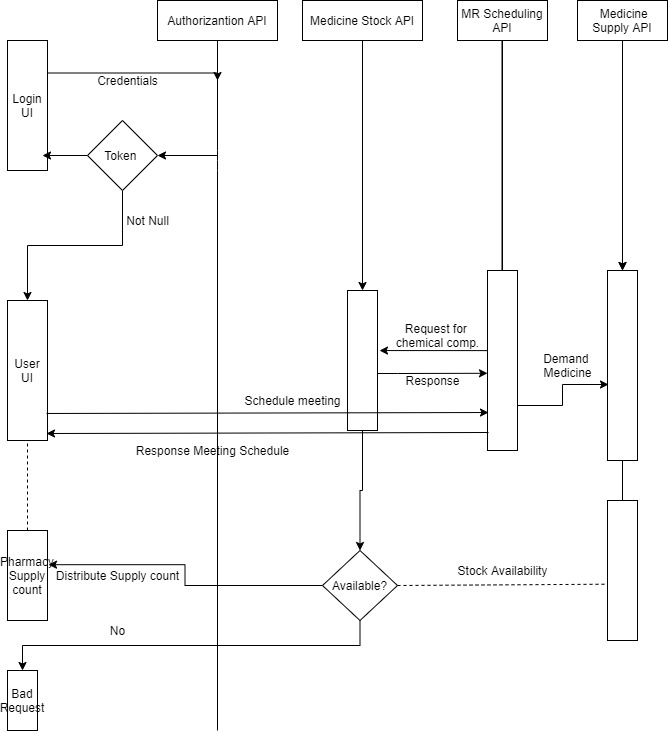 Authorizantion API
Medicine Stock API
MR Scheduling
API
Medicine
Supply API
Credentials
Login
UI
Token
Not Null
User
UI
Request for
chemical comp.
Response
Demand
Medicine
Schedule meeting
Response Meeting Schedule
Pharmacy
Supply
count
Distribute Supply count
Available?
Stock Availability
No
Bad
Request